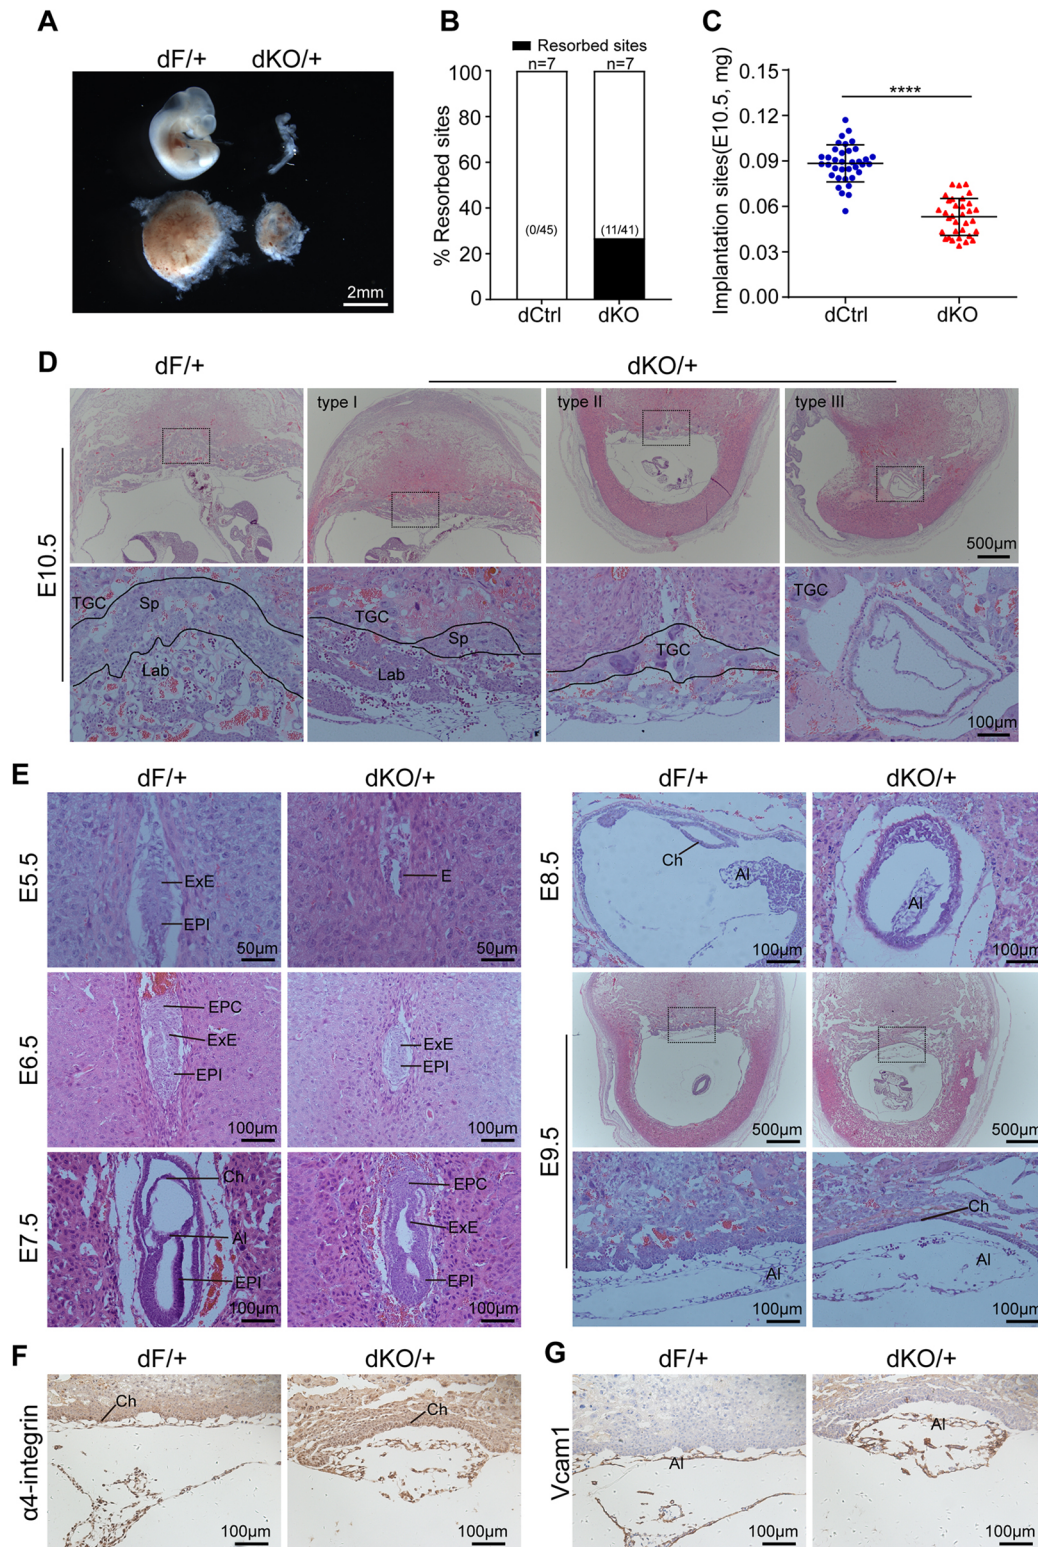 A
dF/+ dKO/+
2mm
B
Resorbed sites
n=7 n=7
% Resorbed sites
100
80
60
40
20
0
(0/45) (11/41)
dCtrl dKO
C
Implantation sites(E10.5, mg)
0.15
0.12
0.09
0.06
0.03
0.00
****
dCtrl dKO
D
dF/+ dKO/+
type I type II type III
500μm
E10.5
TGC Sp Lab
TGC Sp Lab
TGC
TGC
100μm
E
dF/+ dKO/+
E5.5
ExE
EPI
50μm
E
50μm
E6.5
EPC
ExE
EPI
100μm
ExE
EPI
100μm
E7.5
Ch
Al
EPI
100μm
EPC
ExE
EPI
100μm
dF/+ dKO/+
E8.5
Ch
Al
100μm
Al
100μm
E9.5
500μm
500μm
Al
100μm
Ch
Al
100μm
F
dF/+ dKO/+
α4-integrin
Ch
100μm
Ch
100μm
G
dF/+ dKO/+
Vcam1
Al
100μm
Al
100μm